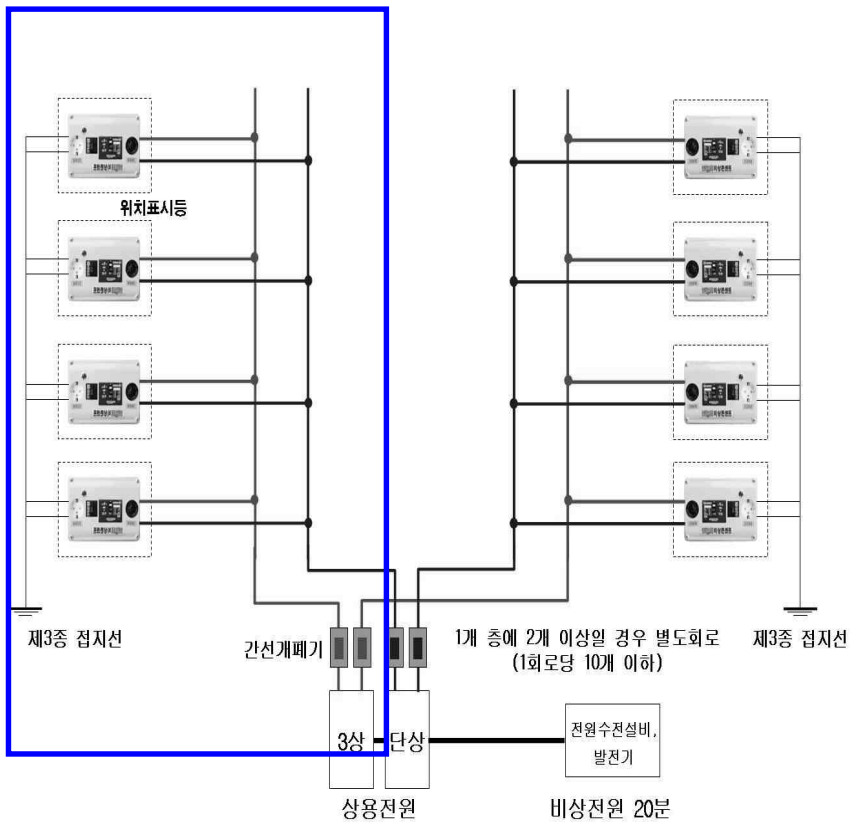 위치표시등
제3종 접지선
간선개폐기
1개 층에 2개 이상일 경우 별도회로
(1회로당 10개 이하)
제3종 접지선
3상
단상
전원수전설비,
발전기
상용전원
비상전원 20분